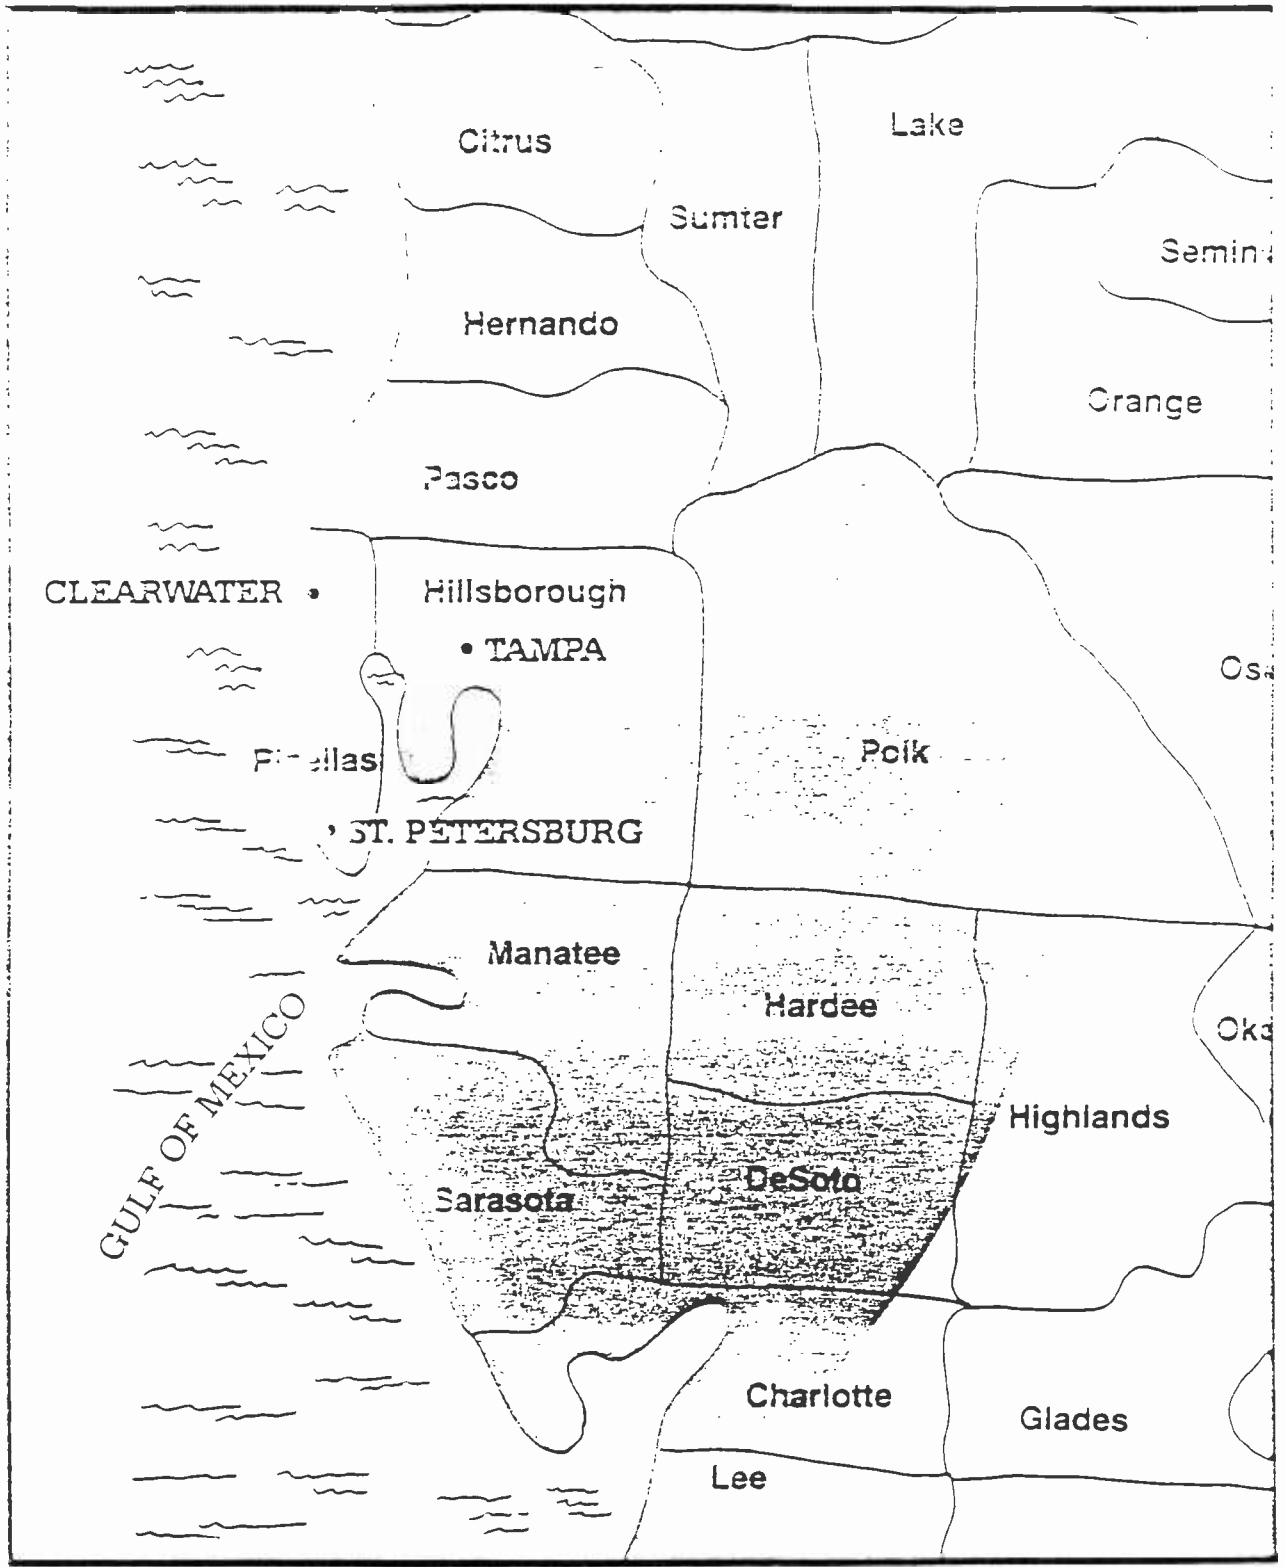 Lake
Citrus
Sumter
Hernando
Orange
Pasco
CLEARWATER
Hillsborough
TAMPA
Polk
Pinellas
ST. PETERSBURG
Manatee
Hardee
GULF OF MEXICO
Highlands
DeSoto
Sarasota
Charlotte
Glades
Lee